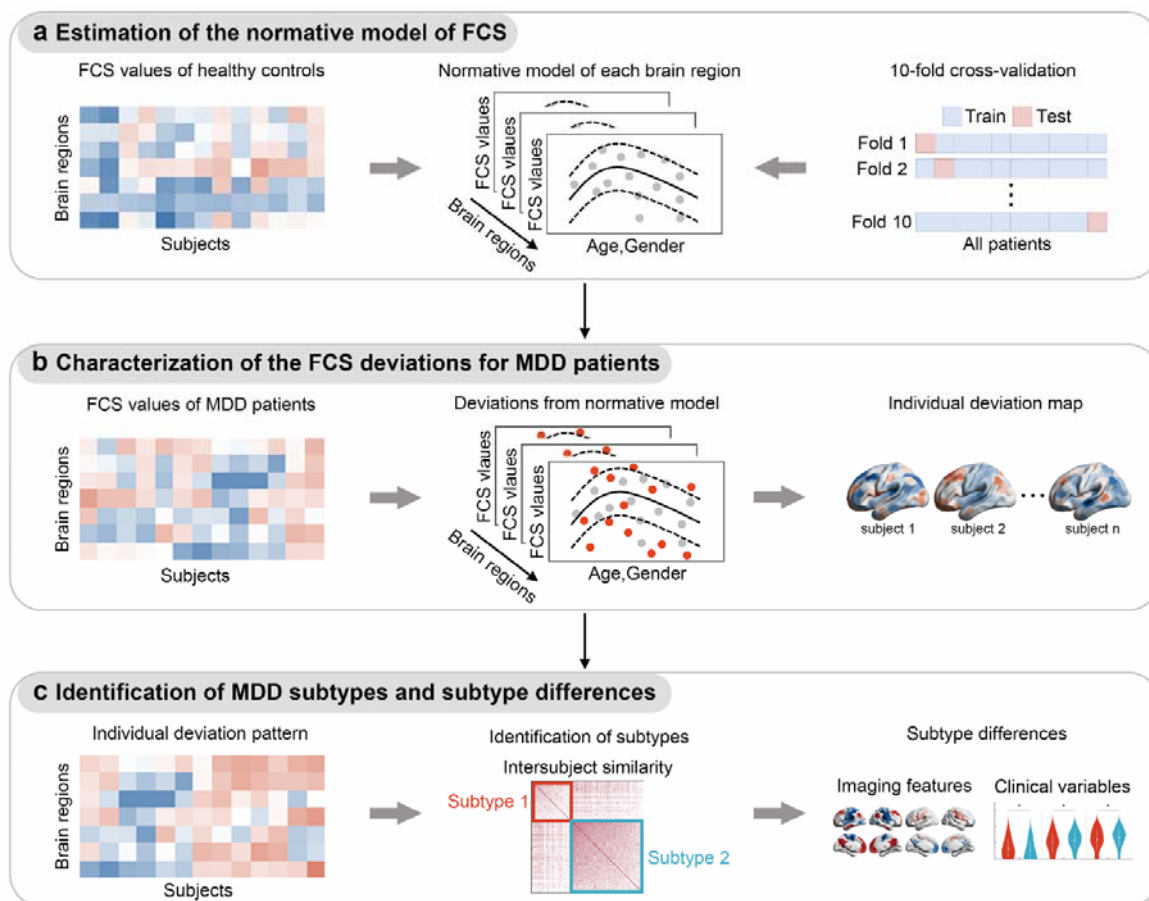 a Estimation of the normative model of FCS
FCS values of healthy controls
Brain regions
Subjects
Normative model of each brain region
FCS vlaues
FCS vlaues
FCS vlaues
Brain regions
Age,Gender
10-fold cross-validation
Train
Test
Fold 1
Fold 2
Fold 10
All patients
b Characterization of the FCS deviations for MDD patients
FCS values of MDD patients
Brain regions
Subjects
Deviations from normative model
FCS vlaues
FCS vlaues
FCS vlaues
Brain regions
Age,Gender
Individual deviation map
subject 1
subject 2
subject n
c Identification of MDD subtypes and subtype differences
Individual deviation pattern
Brain regions
Subjects
Identification of subtypes
Intersubject similarity
Subtype 1
Subtype 2
Subtype differences
Imaging features
Clinical variables